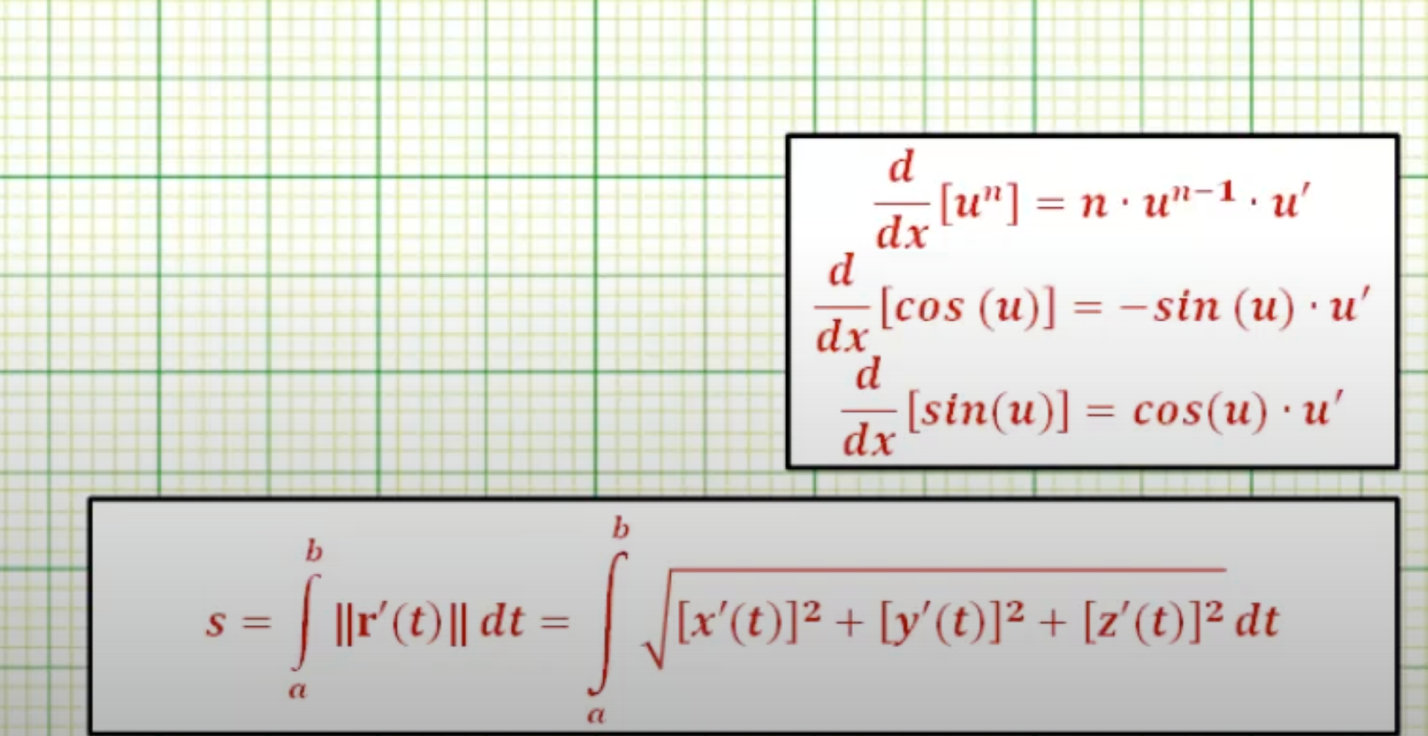 d/dx [uⁿ] = n · uⁿ⁻¹ · u′
d/dx [cos (u)] = −sin (u) · u′
d/dx [sin(u)] = cos(u) · u′
s = ∫ₐᵇ ‖r′(t)‖ dt = ∫ₐᵇ √([x′(t)]² + [y′(t)]² + [z′(t)]²) dt